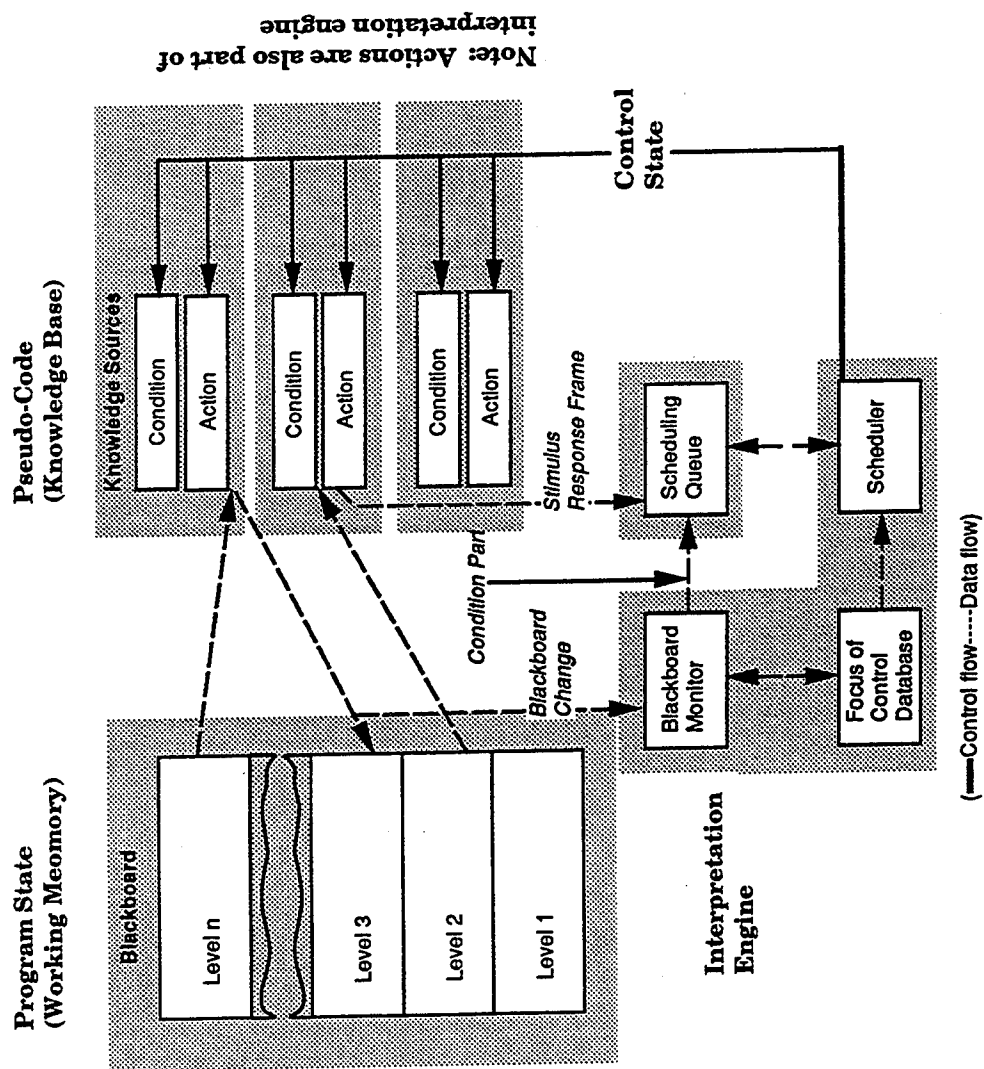 Program State
(Working Meomory)
Pseudo-Code
(Knowledge Base)
Note: Actions are also part of
interpretation engine
Blackboard
Level n
Level 3
Level 2
Level 1
Knowledge Sources
Condition
Action
Condition
Action
Condition
Action
Blackboard
Change
Condition Part
Stimulus
Response Frame
Control
State
Interpretation
Engine
Blackboard
Monitor
Scheduling
Queue
Focus of
Control
Database
Scheduler
(━━Control flow-----Data flow)